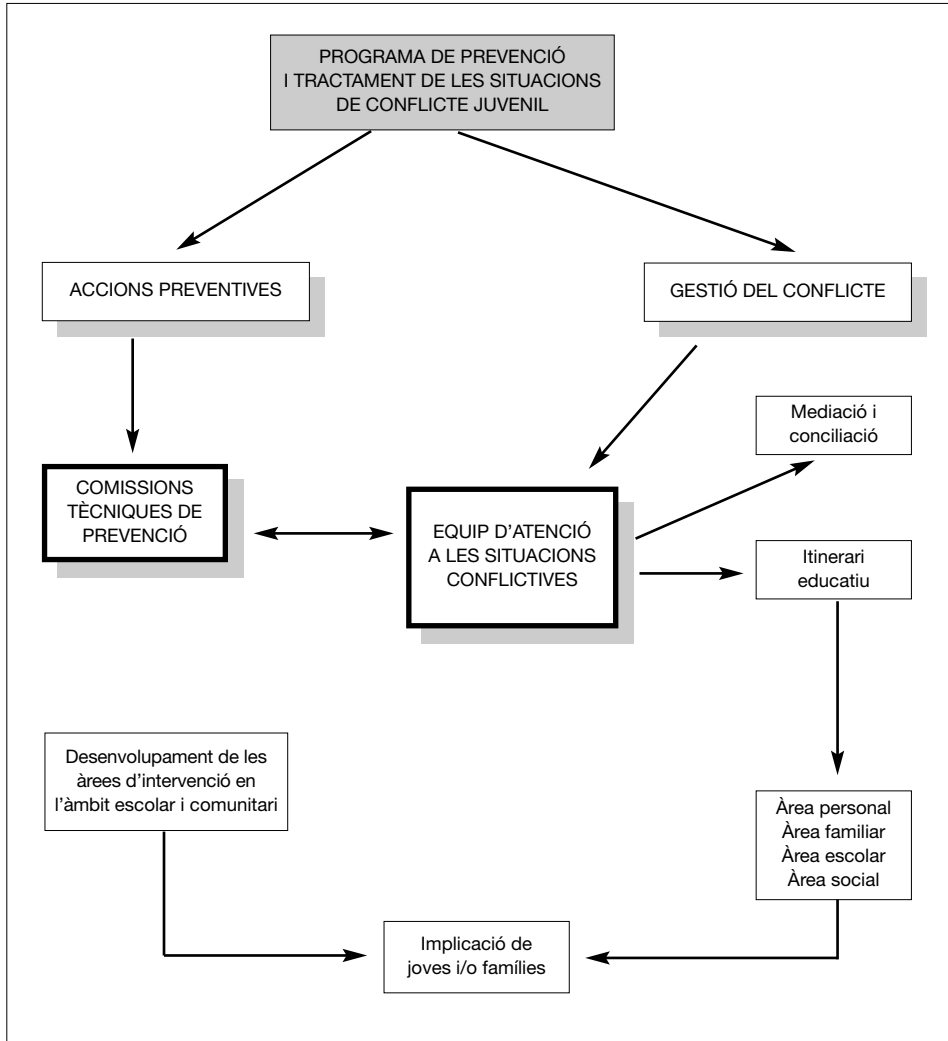 PROGRAMA DE PREVENCIÓ
I TRACTAMENT DE LES SITUACIONS
DE CONFLICTE JUVENIL
ACCIONS PREVENTIVES
GESTIÓ DEL CONFLICTE
Mediació i
conciliació
COMISSIONS
TÈCNIQUES DE
PREVENCIÓ
EQUIP D’ATENCIÓ
A LES SITUACIONS
CONFLICTIVES
Itinerari
educatiu
Desenvolupament de les
àrees d’intervenció en
l’àmbit escolar i comunitari
Àrea personal
Àrea familiar
Àrea escolar
Àrea social
Implicació de
joves i/o famílies